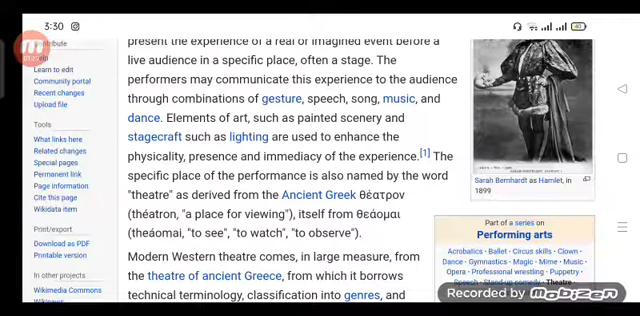 3:30
Contribute
Learn to edit
Community portal
Recent changes
Upload file
Tools
What links here
Related changes
Special pages
Permanent link
Page information
Cite this page
Wikidata item
Print/export
Download as PDF
Printable version
In other projects
Wikimedia Commons
Wikinews
present the experience of a real or imagined event before a
live audience in a specific place, often a stage. The
performers may communicate this experience to the audience
through combinations of gesture, speech, song, music, and
dance. Elements of art, such as painted scenery and
stagecraft such as lighting are used to enhance the
physicality, presence and immediacy of the experience.[1] The
specific place of the performance is also named by the word
"theatre" as derived from the Ancient Greek θέατρον
(théatron, "a place for viewing"), itself from θεάομαι
(theáomai, "to see", "to watch", "to observe").
Modern Western theatre comes, in large measure, from
the theatre of ancient Greece, from which it borrows
technical terminology, classification into genres, and
Sarah Bernhardt as Hamlet, in
1899
Part of a series on
Performing arts
Acrobatics · Ballet · Circus skills · Clown ·
Dance · Gymnastics · Magic · Mime · Music ·
Opera · Professional wrestling · Puppetry ·
Speech · Stand-up comedy · Theatre
Recorded by Mobizen